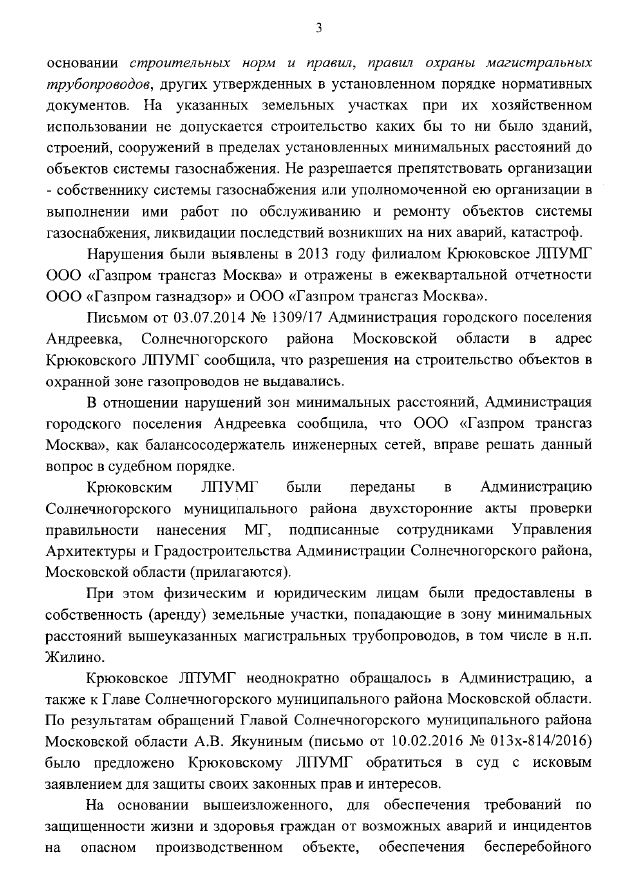 3
основании строительных норм и правил, правил охраны магистральных
трубопроводов, других утвержденных в установленном порядке нормативных
документов. На указанных земельных участках при их хозяйственном
использовании не допускается строительство каких бы то ни было зданий,
строений, сооружений в пределах установленных минимальных расстояний до
объектов системы газоснабжения. Не разрешается препятствовать организации
- собственнику системы газоснабжения или уполномоченной ею организации в
выполнении ими работ по обслуживанию и ремонту объектов системы
газоснабжения, ликвидации последствий возникших на них аварий, катастроф.
Нарушения были выявлены в 2013 году филиалом Крюковское ЛПУМГ
ООО «Газпром трансгаз Москва» и отражены в ежеквартальной отчетности
ООО «Газпром газнадзор» и ООО «Газпром трансгаз Москва».
Письмом от 03.07.2014 № 1309/17 Администрация городского поселения
Андреевка, Солнечногорского района Московской области в адрес
Крюковского ЛПУМГ сообщила, что разрешения на строительство объектов в
охранной зоне газопроводов не выдавались.
В отношении нарушений зон минимальных расстояний, Администрация
городского поселения Андреевка сообщила, что ООО «Газпром трансгаз
Москва», как балансосодержатель инженерных сетей, вправе решать данный
вопрос в судебном порядке.
Крюковским ЛПУМГ были переданы в Администрацию
Солнечногорского муниципального района двухсторонние акты проверки
правильности нанесения МГ, подписанные сотрудниками Управления
Архитектуры и Градостроительства Администрации Солнечногорского района,
Московской области (прилагаются).
При этом физическим и юридическим лицам были предоставлены в
собственность (аренду) земельные участки, попадающие в зону минимальных
расстояний вышеуказанных магистральных трубопроводов, в том числе в н.п.
Жилино.
Крюковское ЛПУМГ неоднократно обращалось в Администрацию, а
также к Главе Солнечногорского муниципального района Московской области.
По результатам обращений Главой Солнечногорского муниципального района
Московской области А.В. Якуниным (письмо от 10.02.2016 № 013х-814/2016)
было предложено Крюковскому ЛПУМГ обратиться в суд с исковым
заявлением для защиты своих законных прав и интересов.
На основании вышеизложенного, для обеспечения требований по
защищенности жизни и здоровья граждан от возможных аварий и инцидентов
на опасном производственном объекте, обеспечения бесперебойного